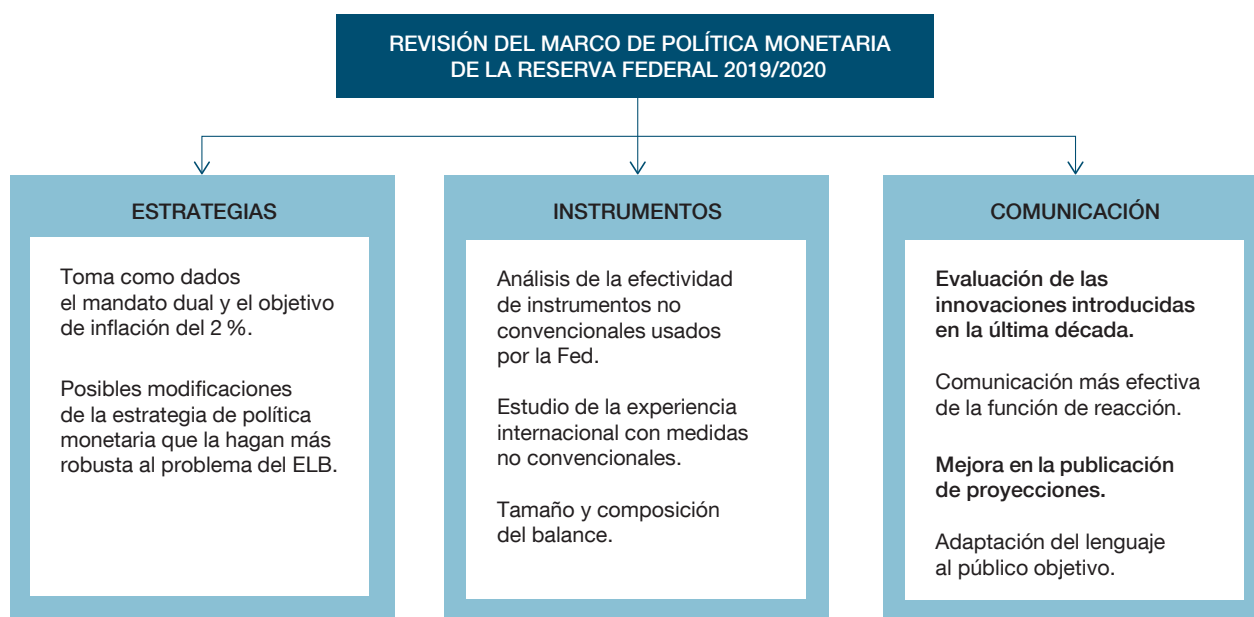 REVISIÓN DEL MARCO DE POLÍTICA MONETARIA
DE LA RESERVA FEDERAL 2019/2020
ESTRATEGIAS
Toma como dados
el mandato dual y el objetivo
de inflación del 2 %.
Posibles modificaciones
de la estrategia de política
monetaria que la hagan más
robusta al problema del ELB.
INSTRUMENTOS
Análisis de la efectividad
de instrumentos no
convencionales usados
por la Fed.
Estudio de la experiencia
internacional con medidas
no convencionales.
Tamaño y composición
del balance.
COMUNICACIÓN
Evaluación de las
innovaciones introducidas
en la última década.
Comunicación más efectiva
de la función de reacción.
Mejora en la publicación
de proyecciones.
Adaptación del lenguaje
al público objetivo.